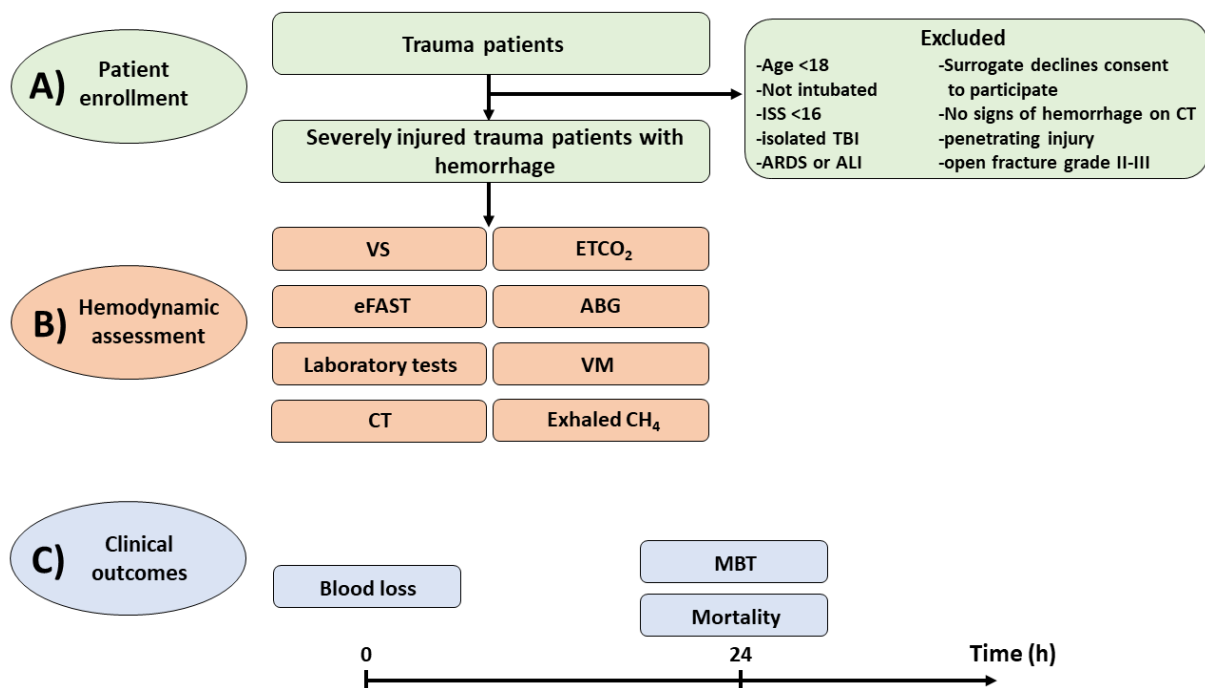 A)
Patient
enrollment
Trauma patients
Severely injured trauma patients with
hemorrhage
Excluded
-Age <18
-Not intubated
-ISS <16
-isolated TBI
-ARDS or ALI
-Surrogate declines consent
to participate
-No signs of hemorrhage on CT
-penetrating injury
-open fracture grade II-III
B)
Hemodynamic
assessment
VS
ETCO₂
eFAST
ABG
Laboratory tests
VM
CT
Exhaled CH₄
C)
Clinical
outcomes
Blood loss
MBT
Mortality
0
24
Time (h)